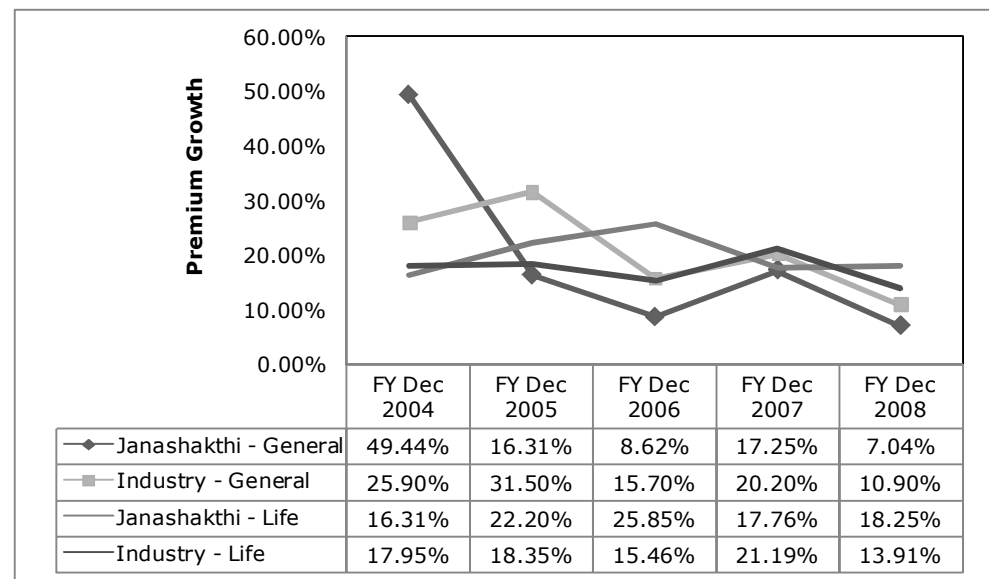 60.00%
50.00%
40.00%
30.00%
20.00%
10.00%
0.00%
Premium Growth
FY Dec 2004 FY Dec 2005 FY Dec 2006 FY Dec 2007 FY Dec 2008
Janashakthi - General 49.44% 16.31% 8.62% 17.25% 7.04%
Industry - General 25.90% 31.50% 15.70% 20.20% 10.90%
Janashakthi - Life 16.31% 22.20% 25.85% 17.76% 18.25%
Industry - Life 17.95% 18.35% 15.46% 21.19% 13.91%